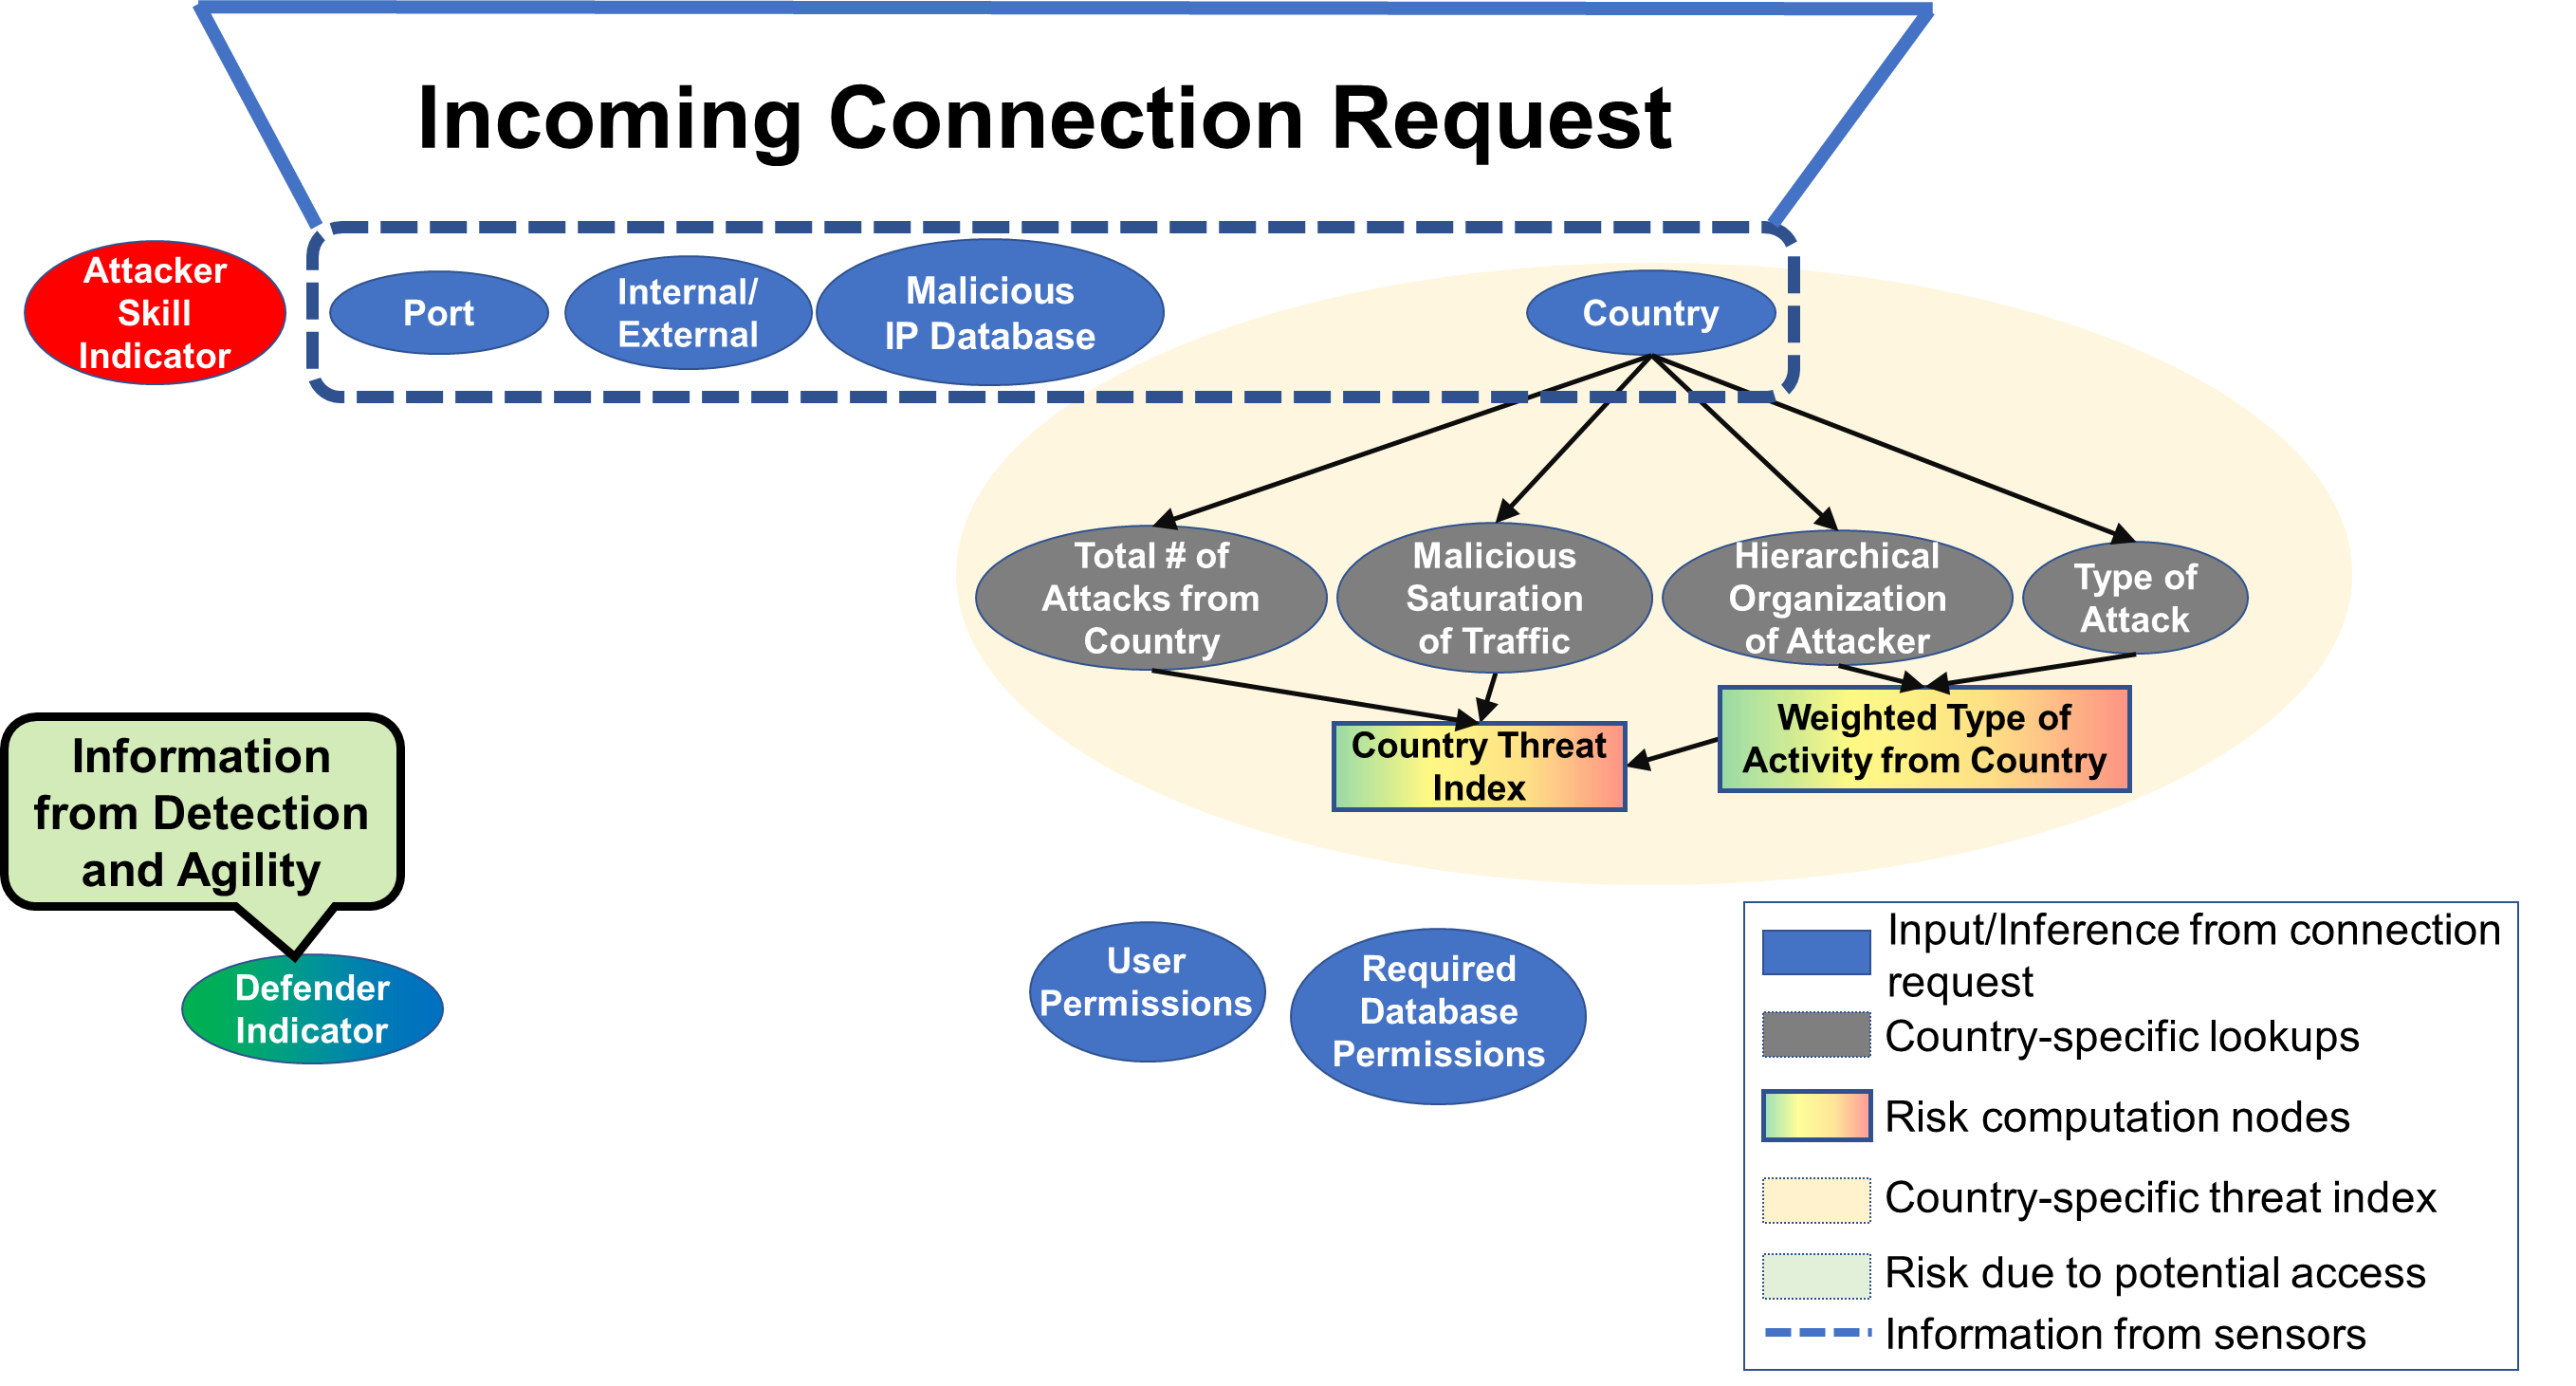 Incoming Connection Request
Attacker
Skill
Indicator
Port
Internal/
External
Malicious
IP Database
Country
Total # of
Attacks from
Country
Malicious
Saturation
of Traffic
Hierarchical
Organization
of Attacker
Type of
Attack
Country Threat
Index
Weighted Type of
Activity from Country
Information
from Detection
and Agility
Defender
Indicator
User
Permissions
Required
Database
Permissions
Input/Inference from connection
request
Country-specific lookups
Risk computation nodes
Country-specific threat index
Risk due to potential access
Information from sensors